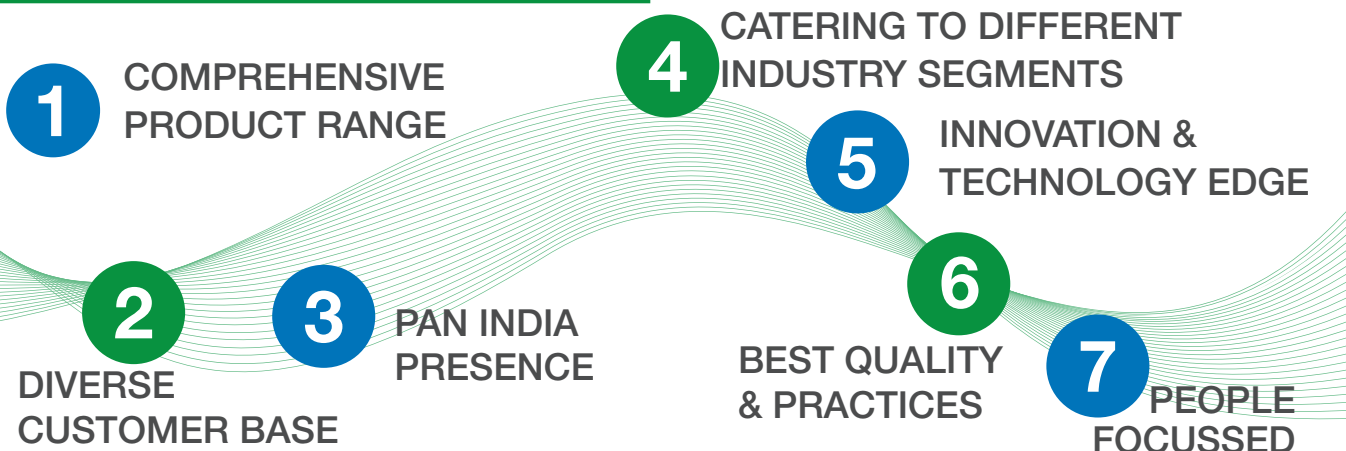 1
COMPREHENSIVE
PRODUCT RANGE
2
DIVERSE
CUSTOMER BASE
3
PAN INDIA
PRESENCE
4
CATERING TO DIFFERENT
INDUSTRY SEGMENTS
5
INNOVATION &
TECHNOLOGY EDGE
6
BEST QUALITY
& PRACTICES
7
PEOPLE
FOCUSSED